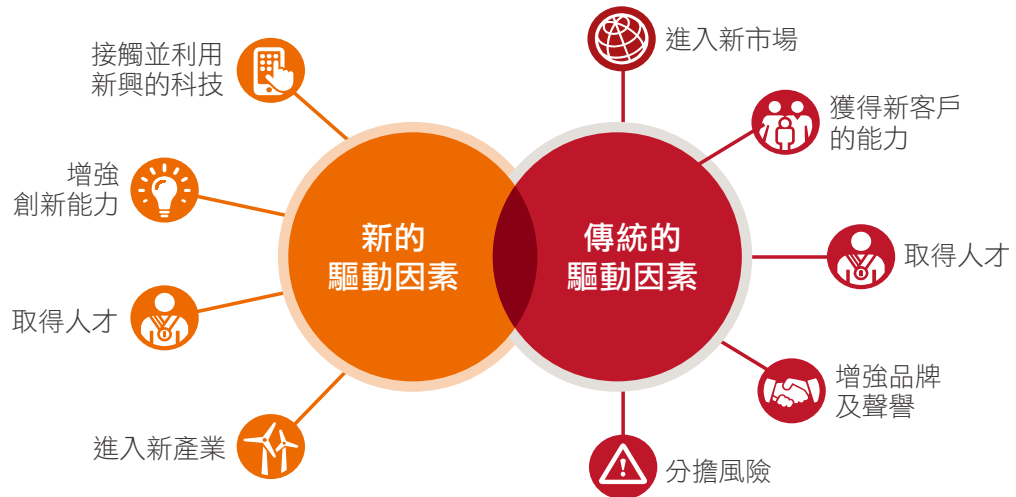 接觸並利用
新興的科技
增強
創新能力
取得人才
進入新產業
新的
驅動因素
傳統的
驅動因素
進入新市場
獲得新客戶
的能力
取得人才
增強品牌
及聲譽
分擔風險